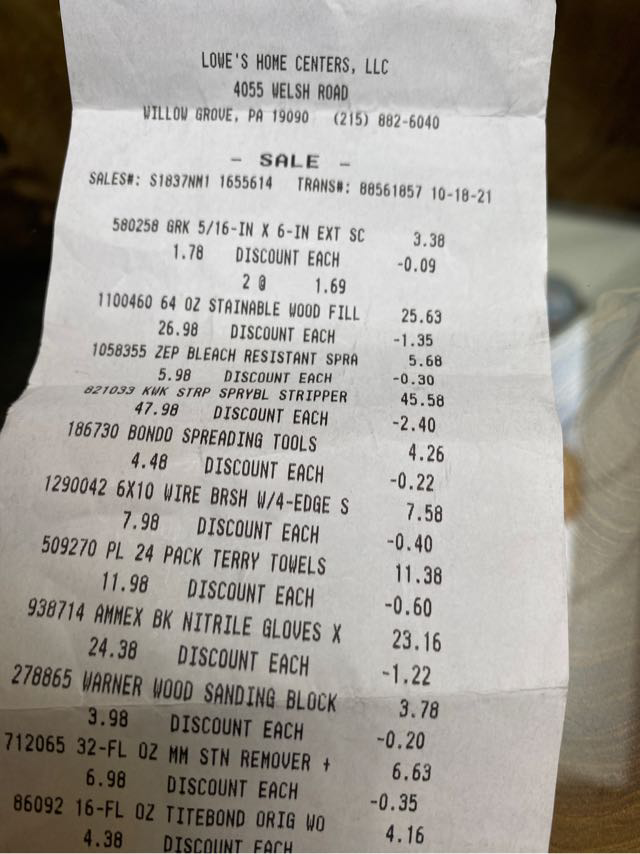 LOWE'S HOME CENTERS, LLC
4055 WELSH ROAD
WILLOW GROVE, PA 19090 (215) 882-6040
- SALE -
SALES#: S1837NM1 1655614 TRANS#: 88561857 10-18-21
580258 GRK 5/16-IN X 6-IN EXT SC 3.38
1.78 DISCOUNT EACH -0.09
2 @ 1.69
1100460 64 OZ STAINABLE WOOD FILL 25.63
26.98 DISCOUNT EACH -1.35
1058355 ZEP BLEACH RESISTANT SPRA 5.68
5.98 DISCOUNT EACH -0.30
821033 KWK STRP SPRYBL STRIPPER 45.58
47.98 DISCOUNT EACH -2.40
186730 BONDO SPREADING TOOLS 4.26
4.48 DISCOUNT EACH -0.22
1290042 6X10 WIRE BRSH W/4-EDGE S 7.58
7.98 DISCOUNT EACH -0.40
509270 PL 24 PACK TERRY TOWELS 11.38
11.98 DISCOUNT EACH -0.60
938714 AMMEX BK NITRILE GLOVES X 23.16
24.38 DISCOUNT EACH -1.22
278865 WARNER WOOD SANDING BLOCK 3.78
3.98 DISCOUNT EACH -0.20
712065 32-FL OZ MM STN REMOVER + 6.63
6.98 DISCOUNT EACH -0.35
86092 16-FL OZ TITEBOND ORIG WO 4.16
4.38 DISCOUNT EACH